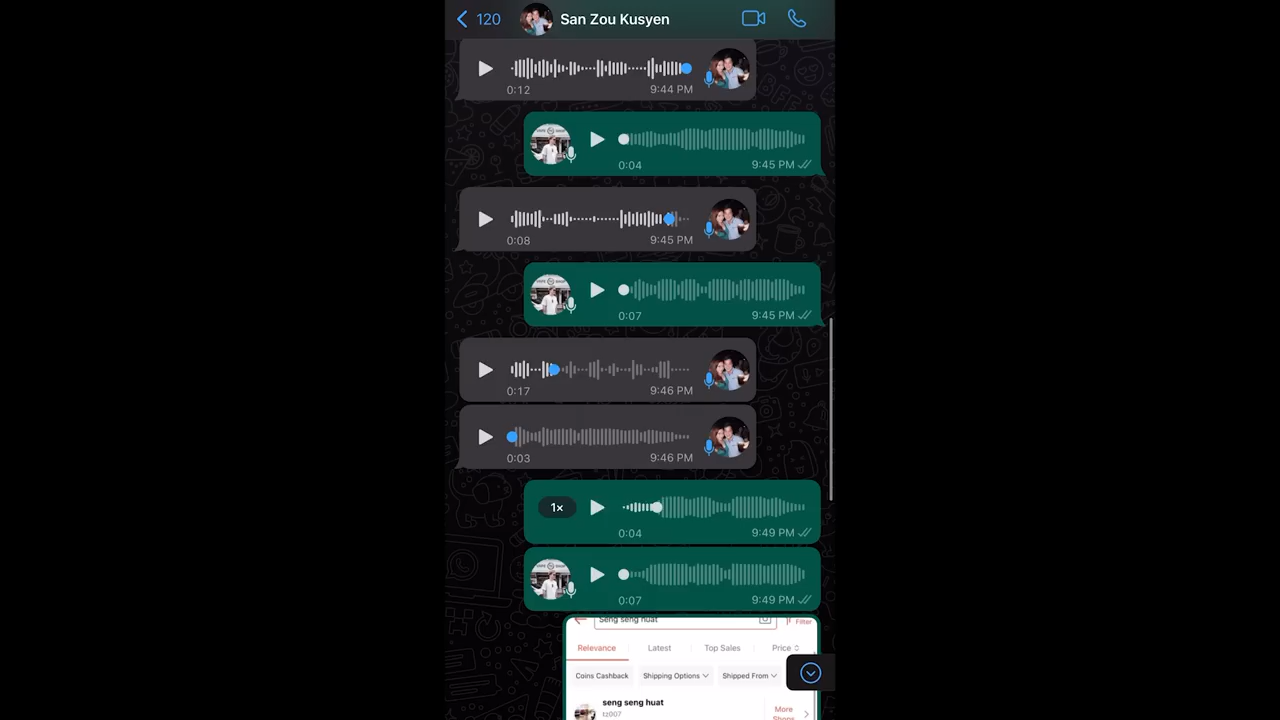 120 San Zou Kusyen
0:12 9:44 PM
0:04 9:45 PM
0:08 9:45 PM
0:07 9:45 PM
0:17 9:46 PM
0:03 9:46 PM
1×
0:04 9:49 PM
0:07 9:49 PM
Seng seng huat Filter
Relevance Latest Top Sales Price
Coins Cashback Shipping Options Shipped From
seng seng huat
tz007
More
Shops